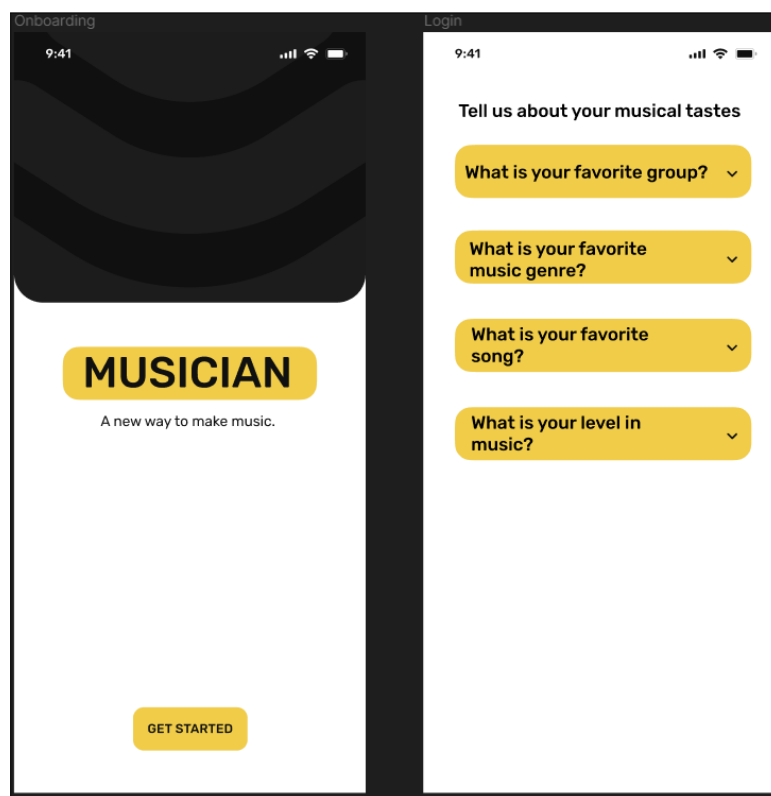 Onboarding
9:41
MUSICIAN
A new way to make music.
GET STARTED
Login
9:41
Tell us about your musical tastes
What is your favorite group?
What is your favorite
music genre?
What is your favorite
song?
What is your level in
music?